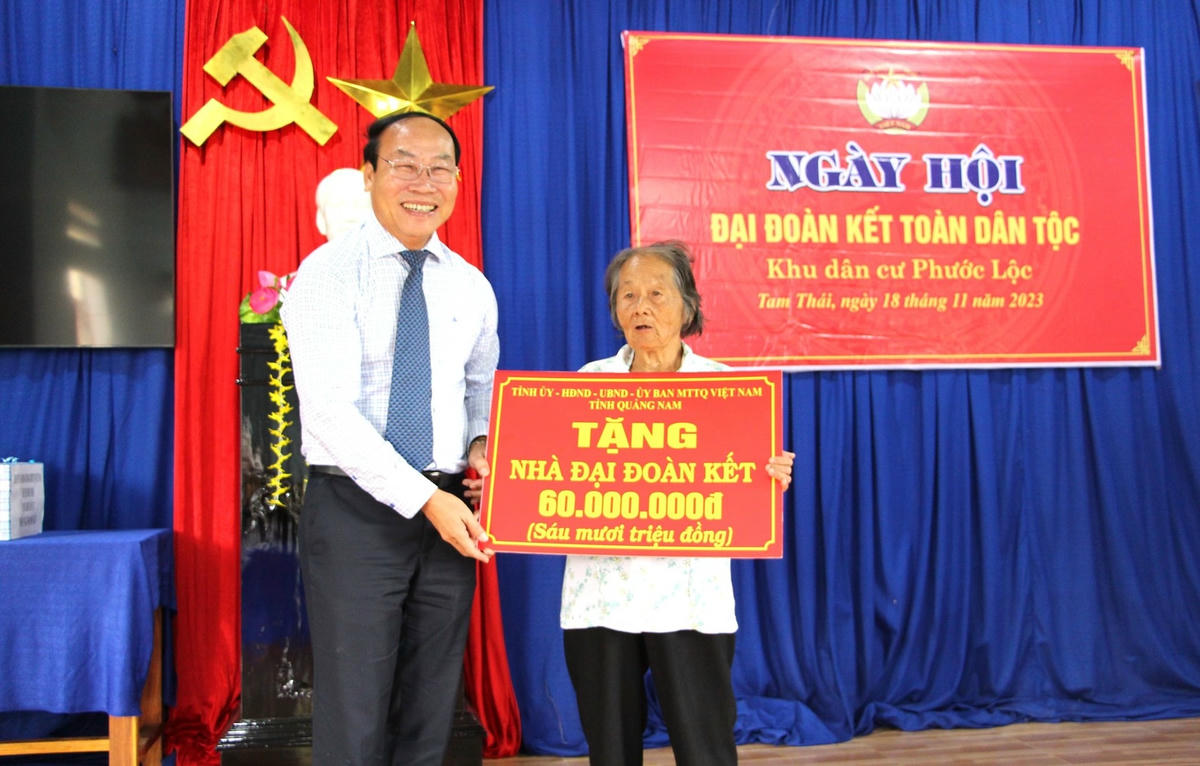 NGÀY HỘI
ĐẠI ĐOÀN KẾT TOÀN DÂN TỘC
Khu dân cư Phước Lộc
Tam Thái, ngày 18 tháng 11 năm 2023
TỈNH ỦY - HĐND - UBND - ỦY BAN MTTQ VIỆT NAM
TỈNH QUẢNG NAM
TẶNG
NHÀ ĐẠI ĐOÀN KẾT
60.000.000đ
(Sáu mươi triệu đồng)